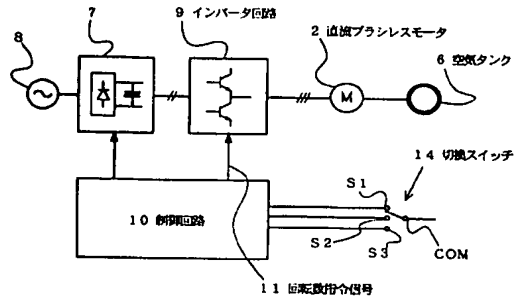 8
7
9 インバータ回路
2 直流ブラシレスモータ
6 空気タンク
M
14 切換スイッチ
S1
S2
S3
COM
10 制御回路
11 回転数指令信号